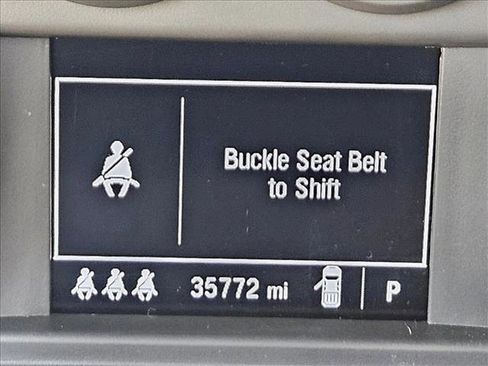 Buckle Seat Belt
to Shift
35772 mi
P